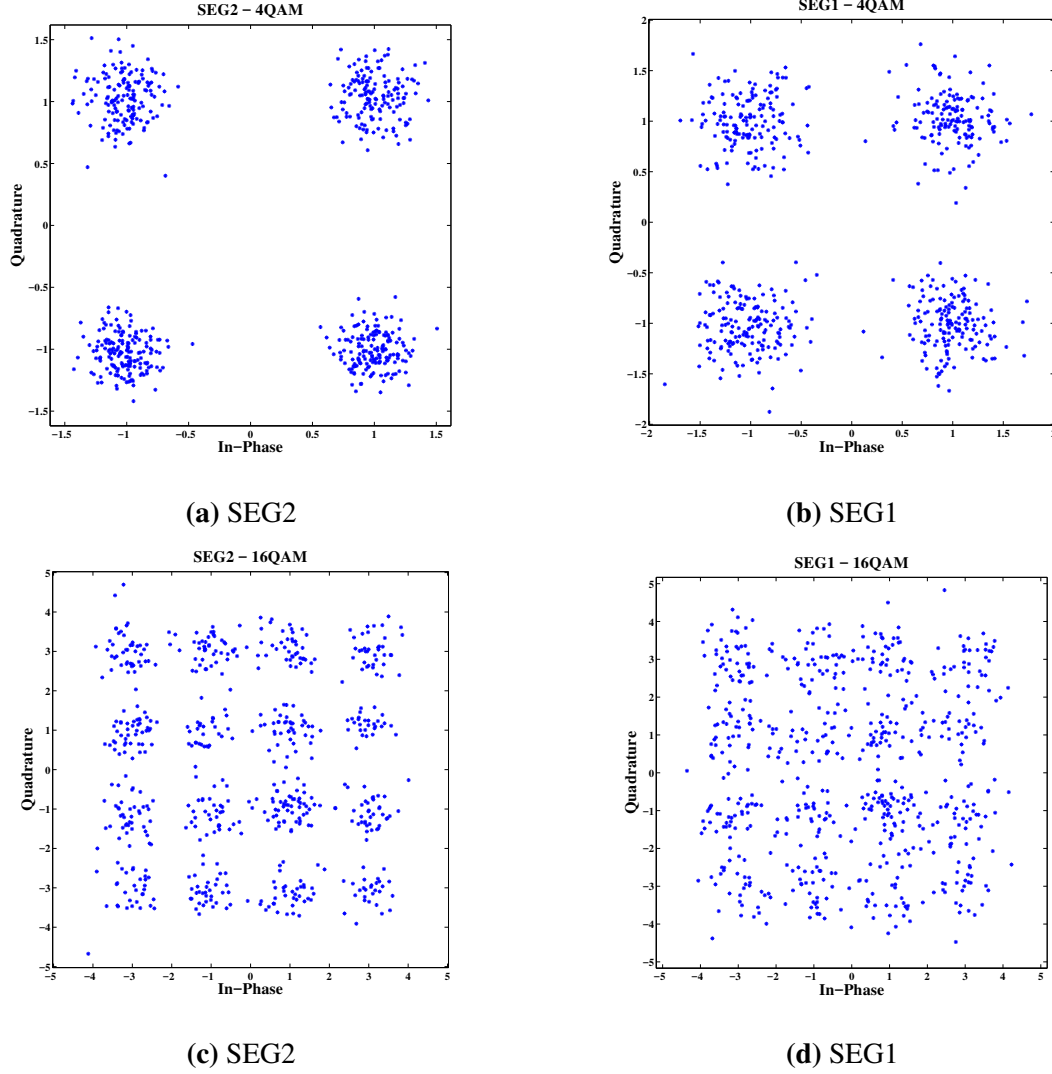 SEG2 − 4QAM
1.5
1
0.5
0
−0.5
−1
−1.5
Quadrature
−1.5 −1 −0.5 0 0.5 1 1.5
In−Phase
(a) SEG2
SEG1 − 4QAM
2
1.5
1
0.5
0
−0.5
−1
−1.5
−2
Quadrature
−2 −1.5 −1 −0.5 0 0.5 1 1.5
In−Phase
(b) SEG1
SEG2 − 16QAM
5
4
3
2
1
0
−1
−2
−3
−4
−5
Quadrature
−5 −4 −3 −2 −1 0 1 2 3 4 5
In−Phase
(c) SEG2
SEG1 − 16QAM
5
4
3
2
1
0
−1
−2
−3
−4
−5
Quadrature
−5 −4 −3 −2 −1 0 1 2 3 4 5
In−Phase
(d) SEG1